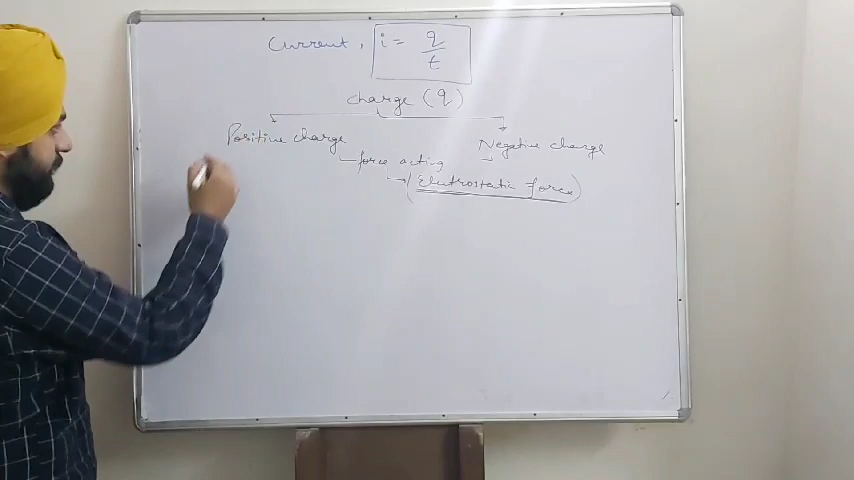 Current, i = q/t
charge (q)
Positive charge
Negative charge
force acting
(Electrostatic force)